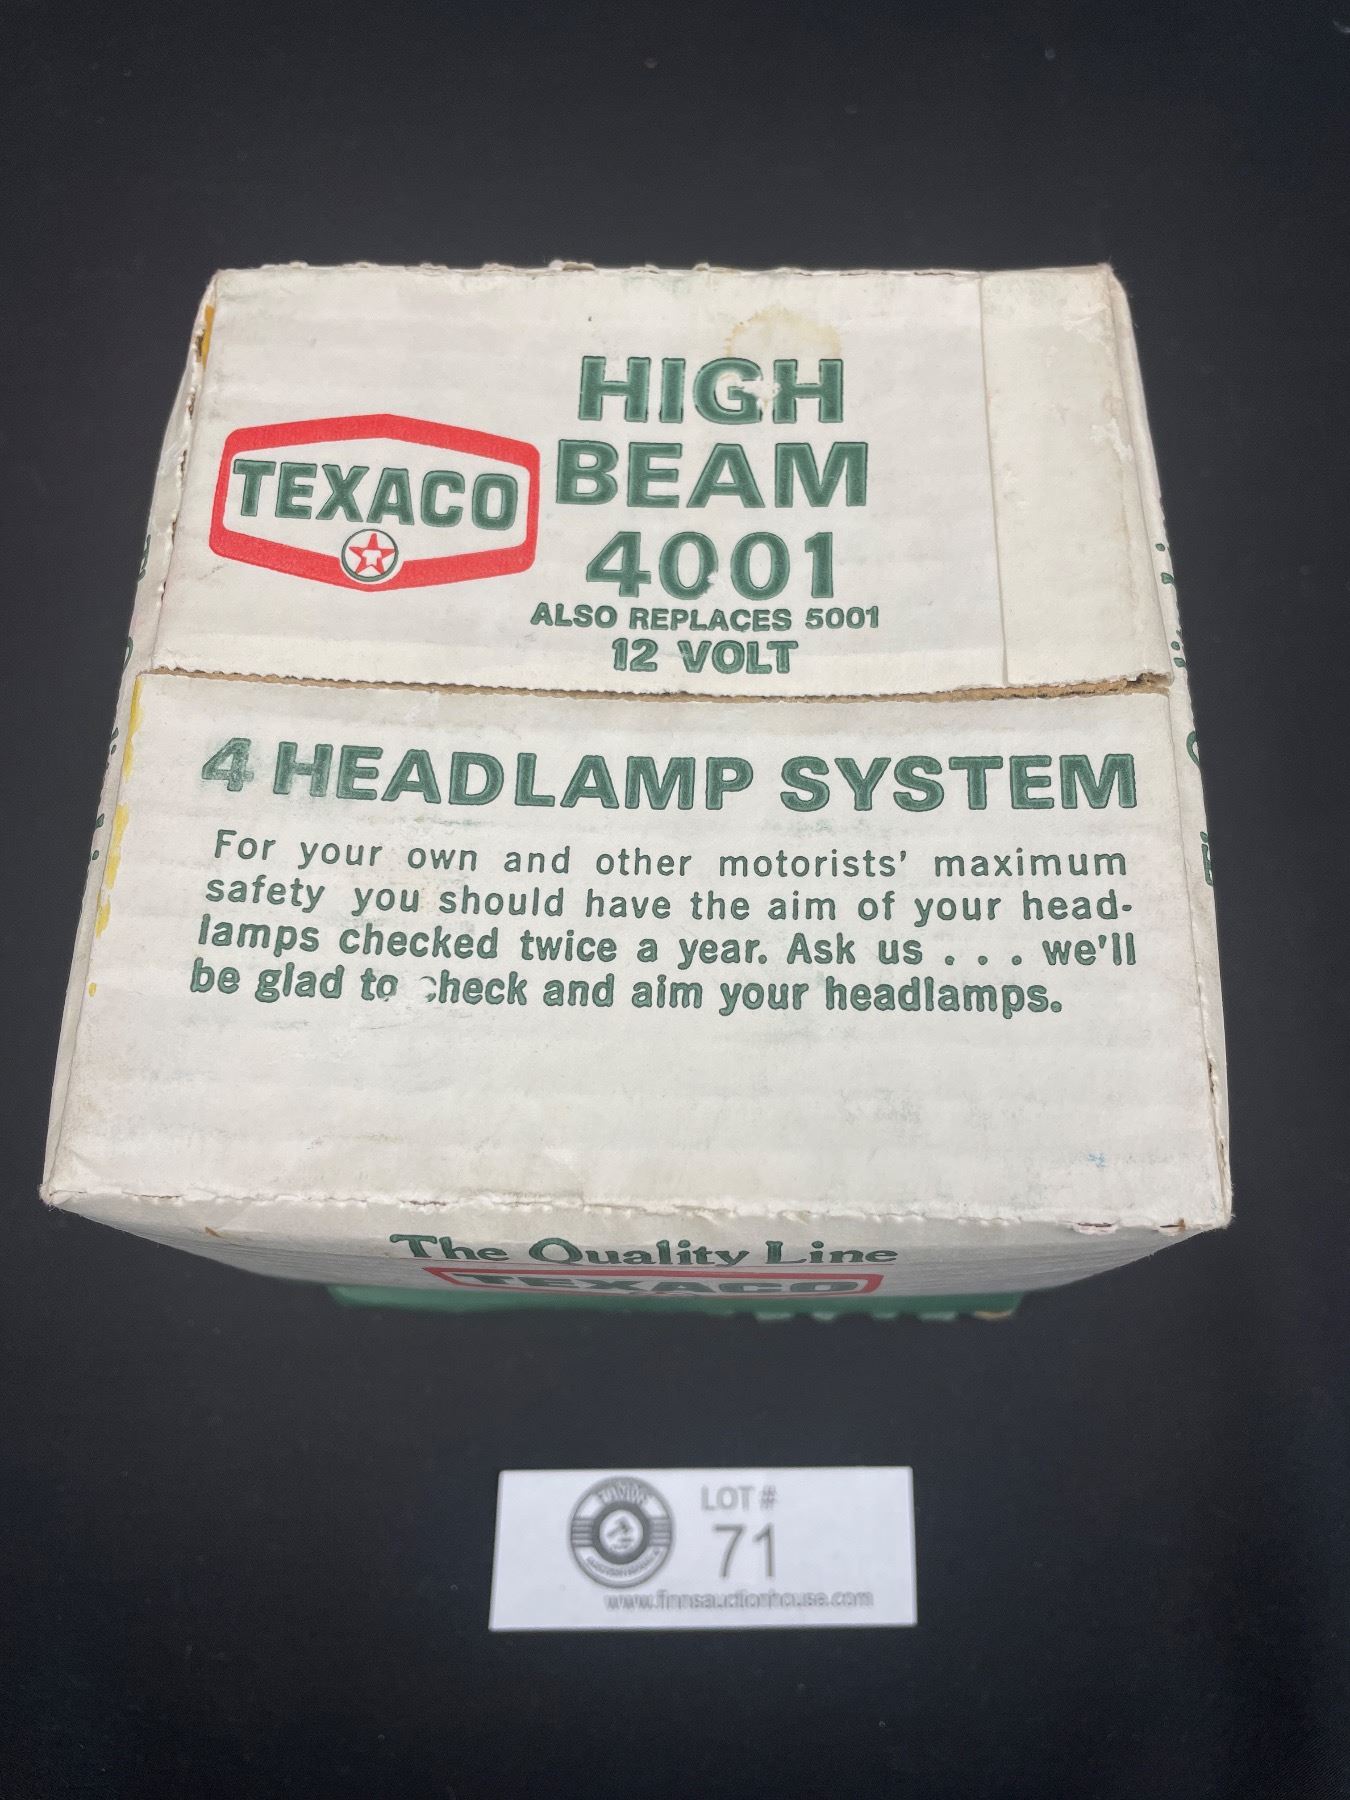 HIGH
BEAM
TEXACO
T
4001
ALSO REPLACES 5001
12 VOLT
4 HEADLAMP SYSTEM
For your own and other motorists' maximum
safety you should have the aim of your head-
lamps checked twice a year. Ask us . . . we'll
be glad to check and aim your headlamps.
The Quality Line
TEXACO
LOT #
71
www.finnsauctionhouse.com